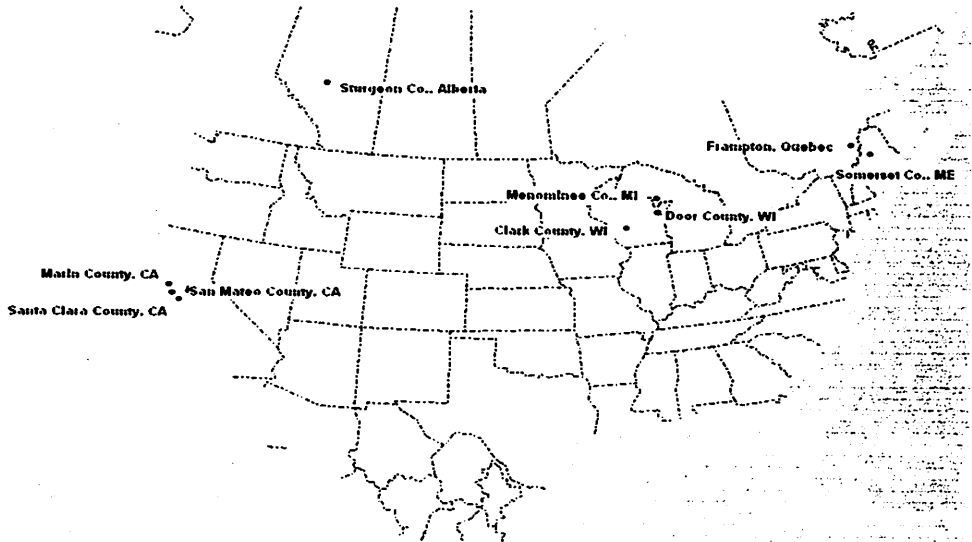 Sturgeon Co., Alberta
Frampton, Quebec
Somerset Co., ME
Menominee Co., MI
Door County, WI
Clark County, WI
Marin County, CA
San Mateo County, CA
Santa Clara County, CA